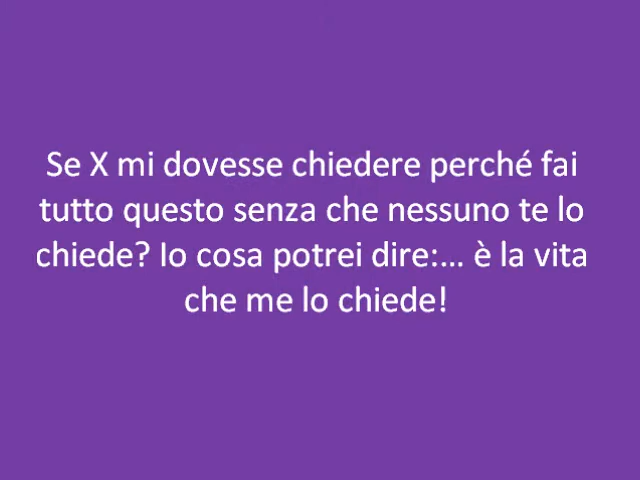 Se X mi dovesse chiedere perché fai
tutto questo senza che nessuno te lo
chiede? Io cosa potrei dire:... è la vita
che me lo chiede!